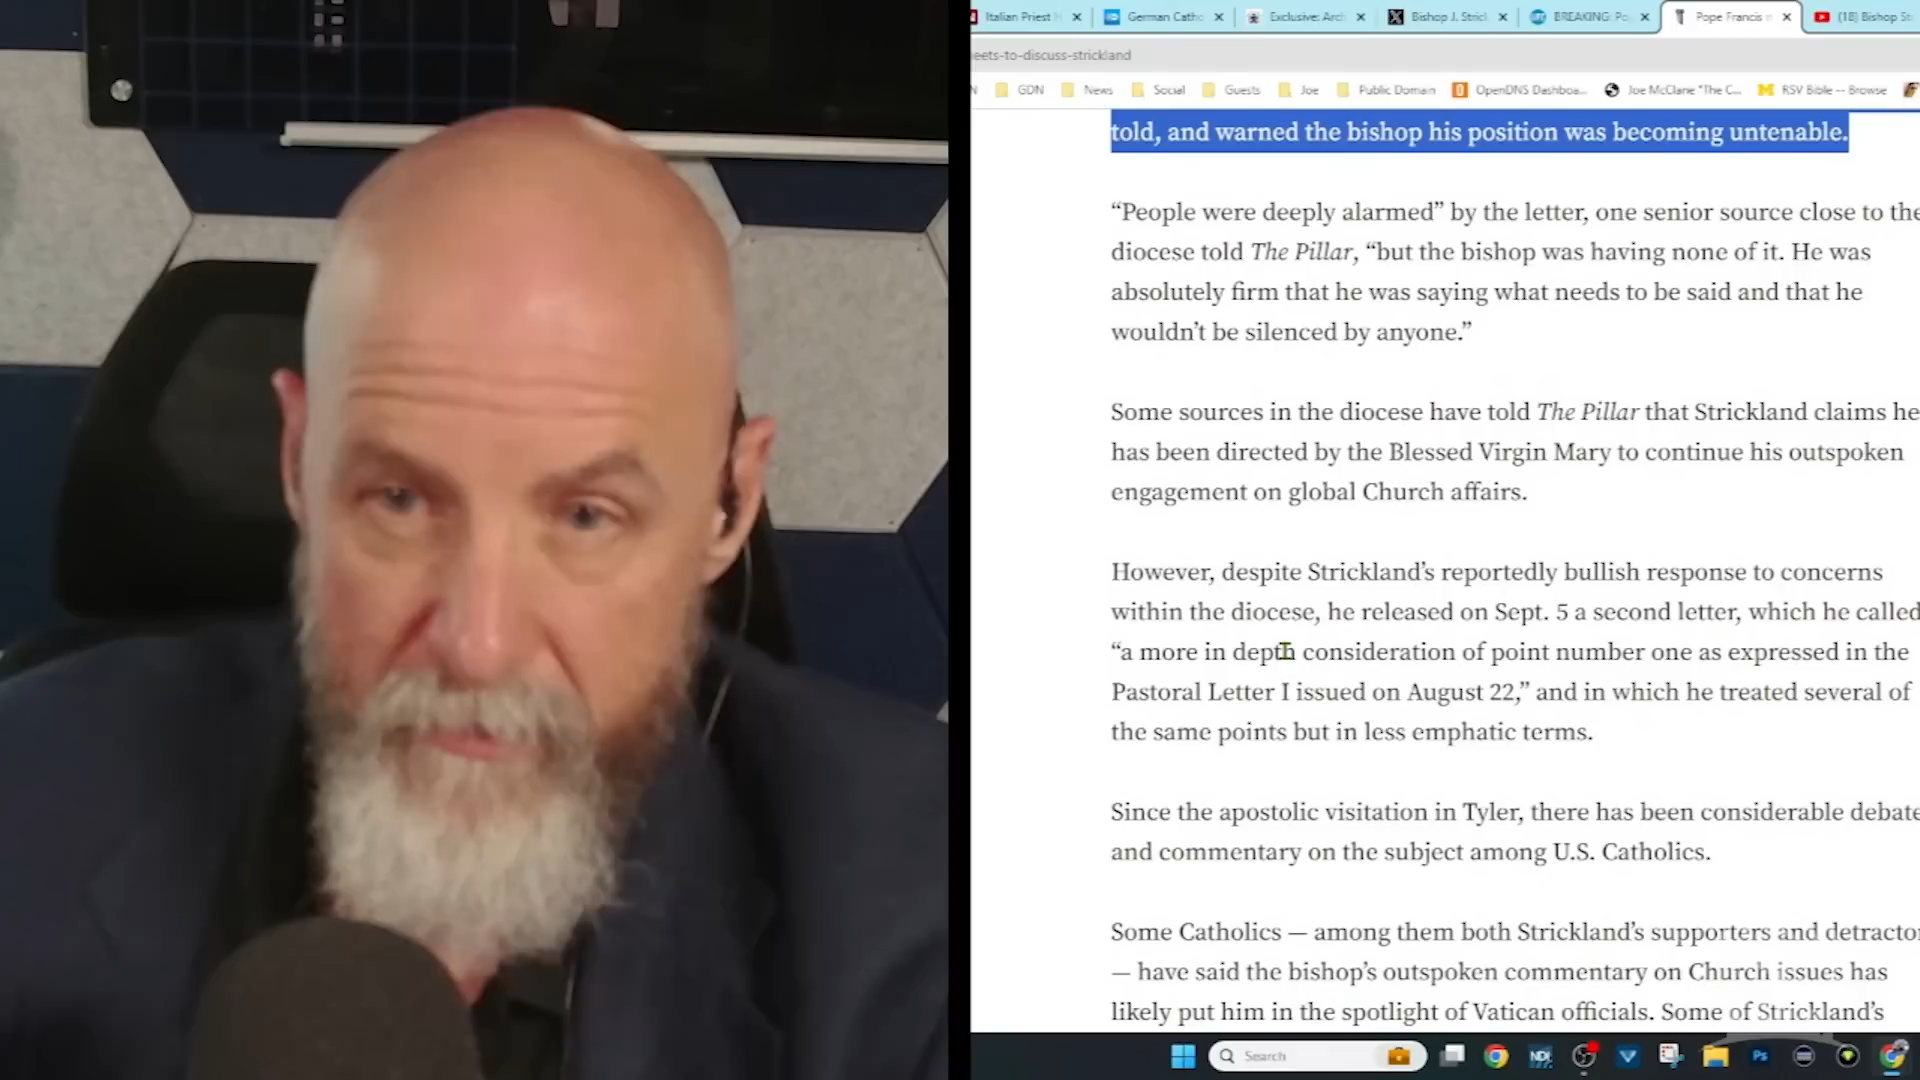 Italian Priest
German Catho
Exclusive: Arc
Bishop J. Stric
BREAKING: Po
Pope Francis
(18) Bishop St
eets-to-discuss-strickland
GDN
News
Social
Guests
Joe
Public Domain
OpenDNS Dashboa...
Joe McClane "The C...
RSV Bible -- Browse
told, and warned the bishop his position was becoming untenable.
“People were deeply alarmed” by the letter, one senior source close to the
diocese told The Pillar, “but the bishop was having none of it. He was
absolutely firm that he was saying what needs to be said and that he
wouldn’t be silenced by anyone.”
Some sources in the diocese have told The Pillar that Strickland claims he
has been directed by the Blessed Virgin Mary to continue his outspoken
engagement on global Church affairs.
However, despite Strickland’s reportedly bullish response to concerns
within the diocese, he released on Sept. 5 a second letter, which he called
“a more in depth consideration of point number one as expressed in the
Pastoral Letter I issued on August 22,” and in which he treated several of
the same points but in less emphatic terms.
Since the apostolic visitation in Tyler, there has been considerable debate
and commentary on the subject among U.S. Catholics.
Some Catholics — among them both Strickland’s supporters and detracto
— have said the bishop’s outspoken commentary on Church issues has
likely put him in the spotlight of Vatican officials. Some of Strickland’s
Search
NDI
Ps